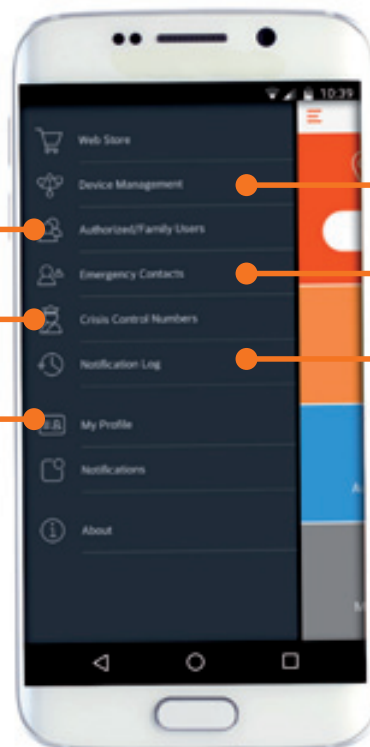 10:39
Web Store
Device Management
Authorized/Family Users
Emergency Contacts
Crisis Control Numbers
Notification Log
My Profile
Notifications
About